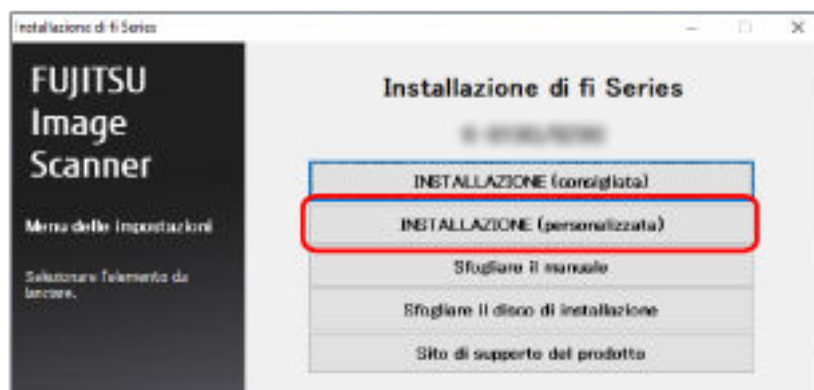 Installazione di fi Series
FUJITSU
Image
Scanner
Menu delle impostazioni
Selezionare l'elemento da
lanciare.
Installazione di fi Series
INSTALLAZIONE (consigliata)
INSTALLAZIONE (personalizzata)
Sfogliare il manuale
Sfogliare il disco di installazione
Sito di supporto del prodotto